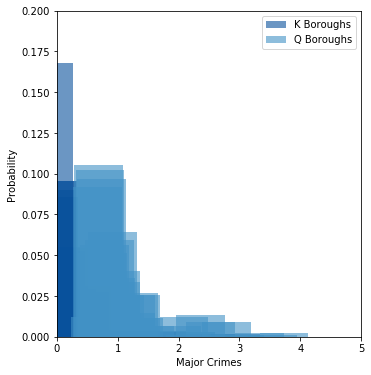 K Boroughs
Q Boroughs
0.200
0.175
0.150
0.125
0.100
0.075
0.050
0.025
0.000
Probability
0 1 2 3 4 5
Major Crimes